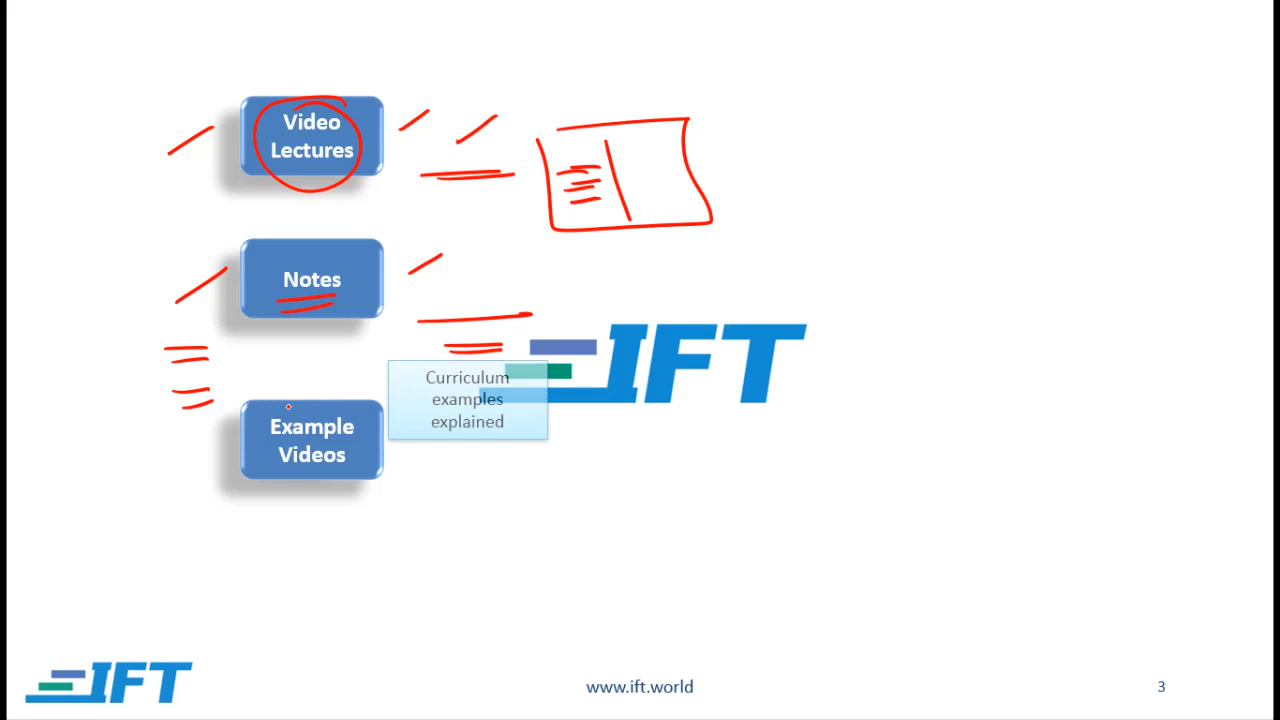 Video
Lectures
Notes
IFT
Curriculum
examples
explained
Example
Videos
IFT
www.ift.world
3